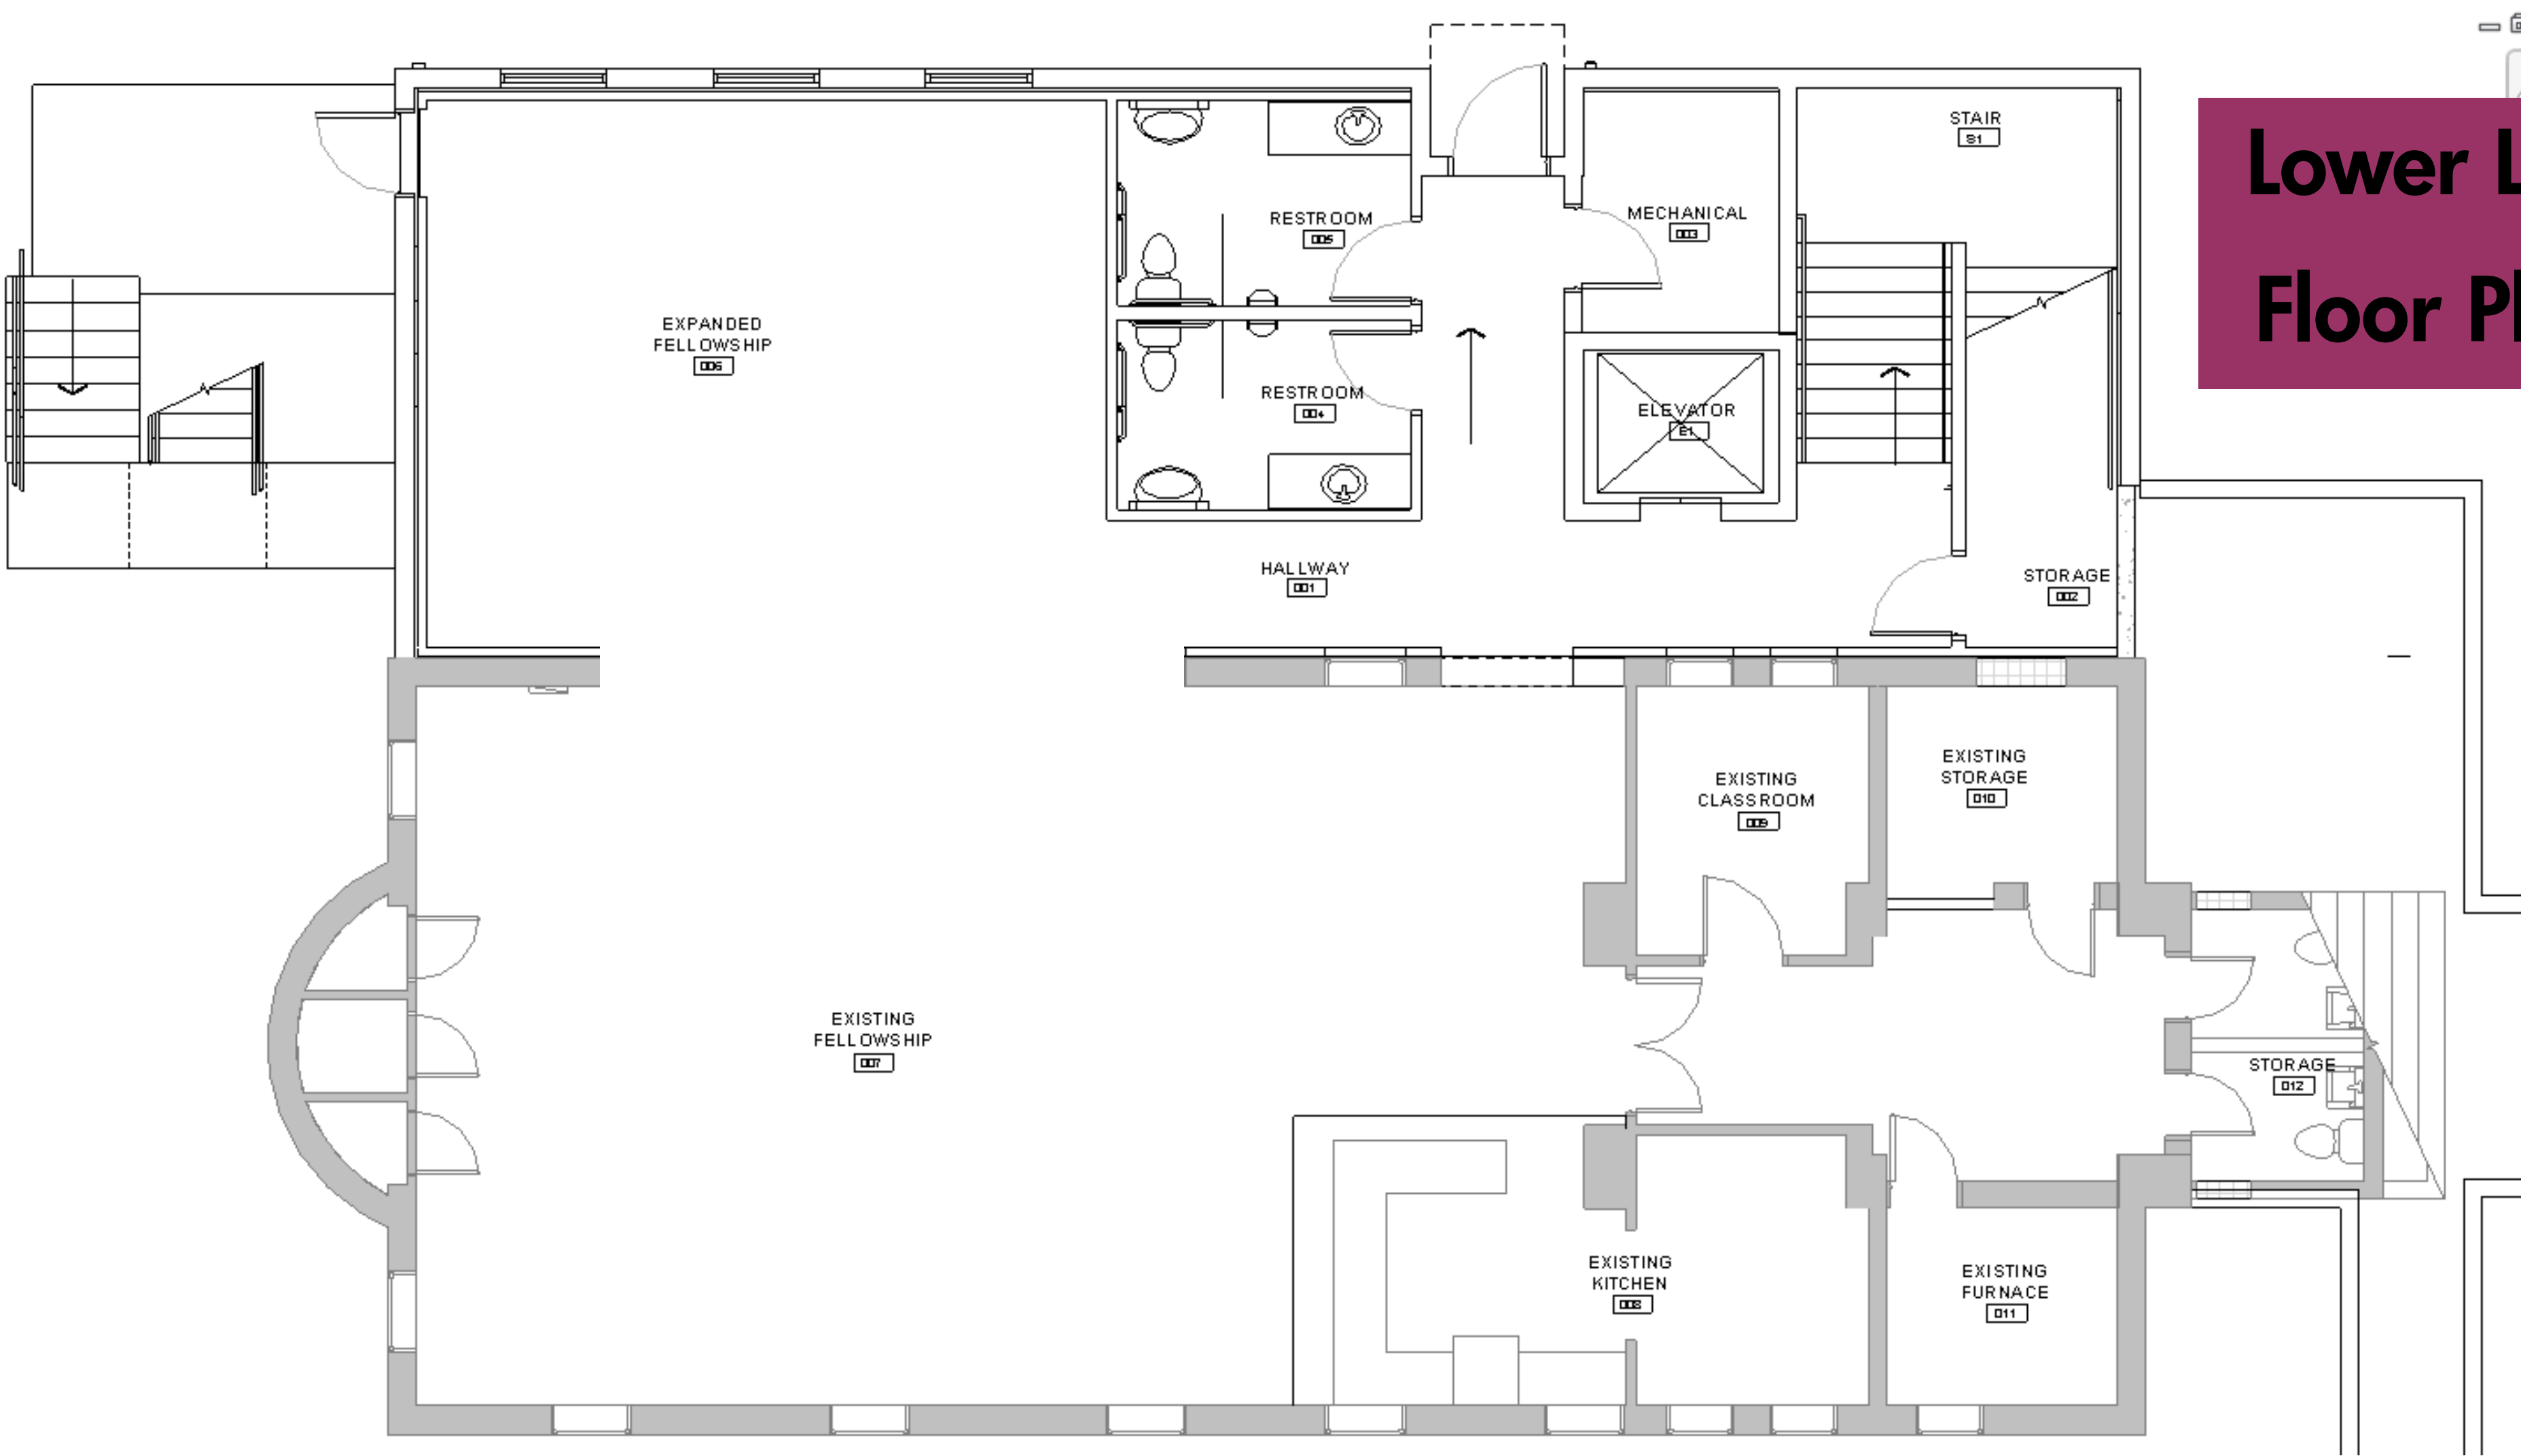 STAIR
S1
Lower L
Floor Pl
RESTROOM
005
MECHANICAL
003
EXPANDED
FELLOWSHIP
006
RESTROOM
004
ELEVATOR
E1
HALLWAY
001
STORAGE
002
EXISTING
STORAGE
010
EXISTING
CLASSROOM
009
EXISTING
FELLOWSHIP
007
STORAGE
012
EXISTING
KITCHEN
008
EXISTING
FURNACE
011